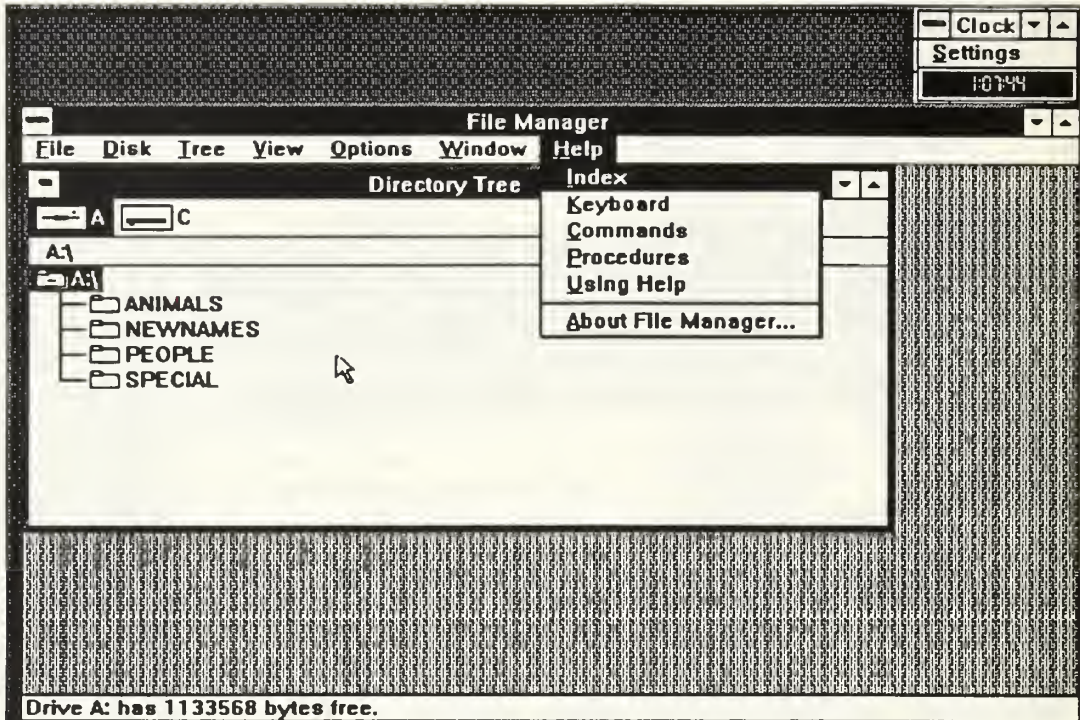 Clock
Settings
1:07:44
File Manager
File Disk Tree View Options Window Help
Index
Keyboard
Commands
Procedures
Using Help
About File Manager...
Directory Tree
A C
A:\
A:\
ANIMALS
NEWNAMES
PEOPLE
SPECIAL
Drive A: has 1133568 bytes free.